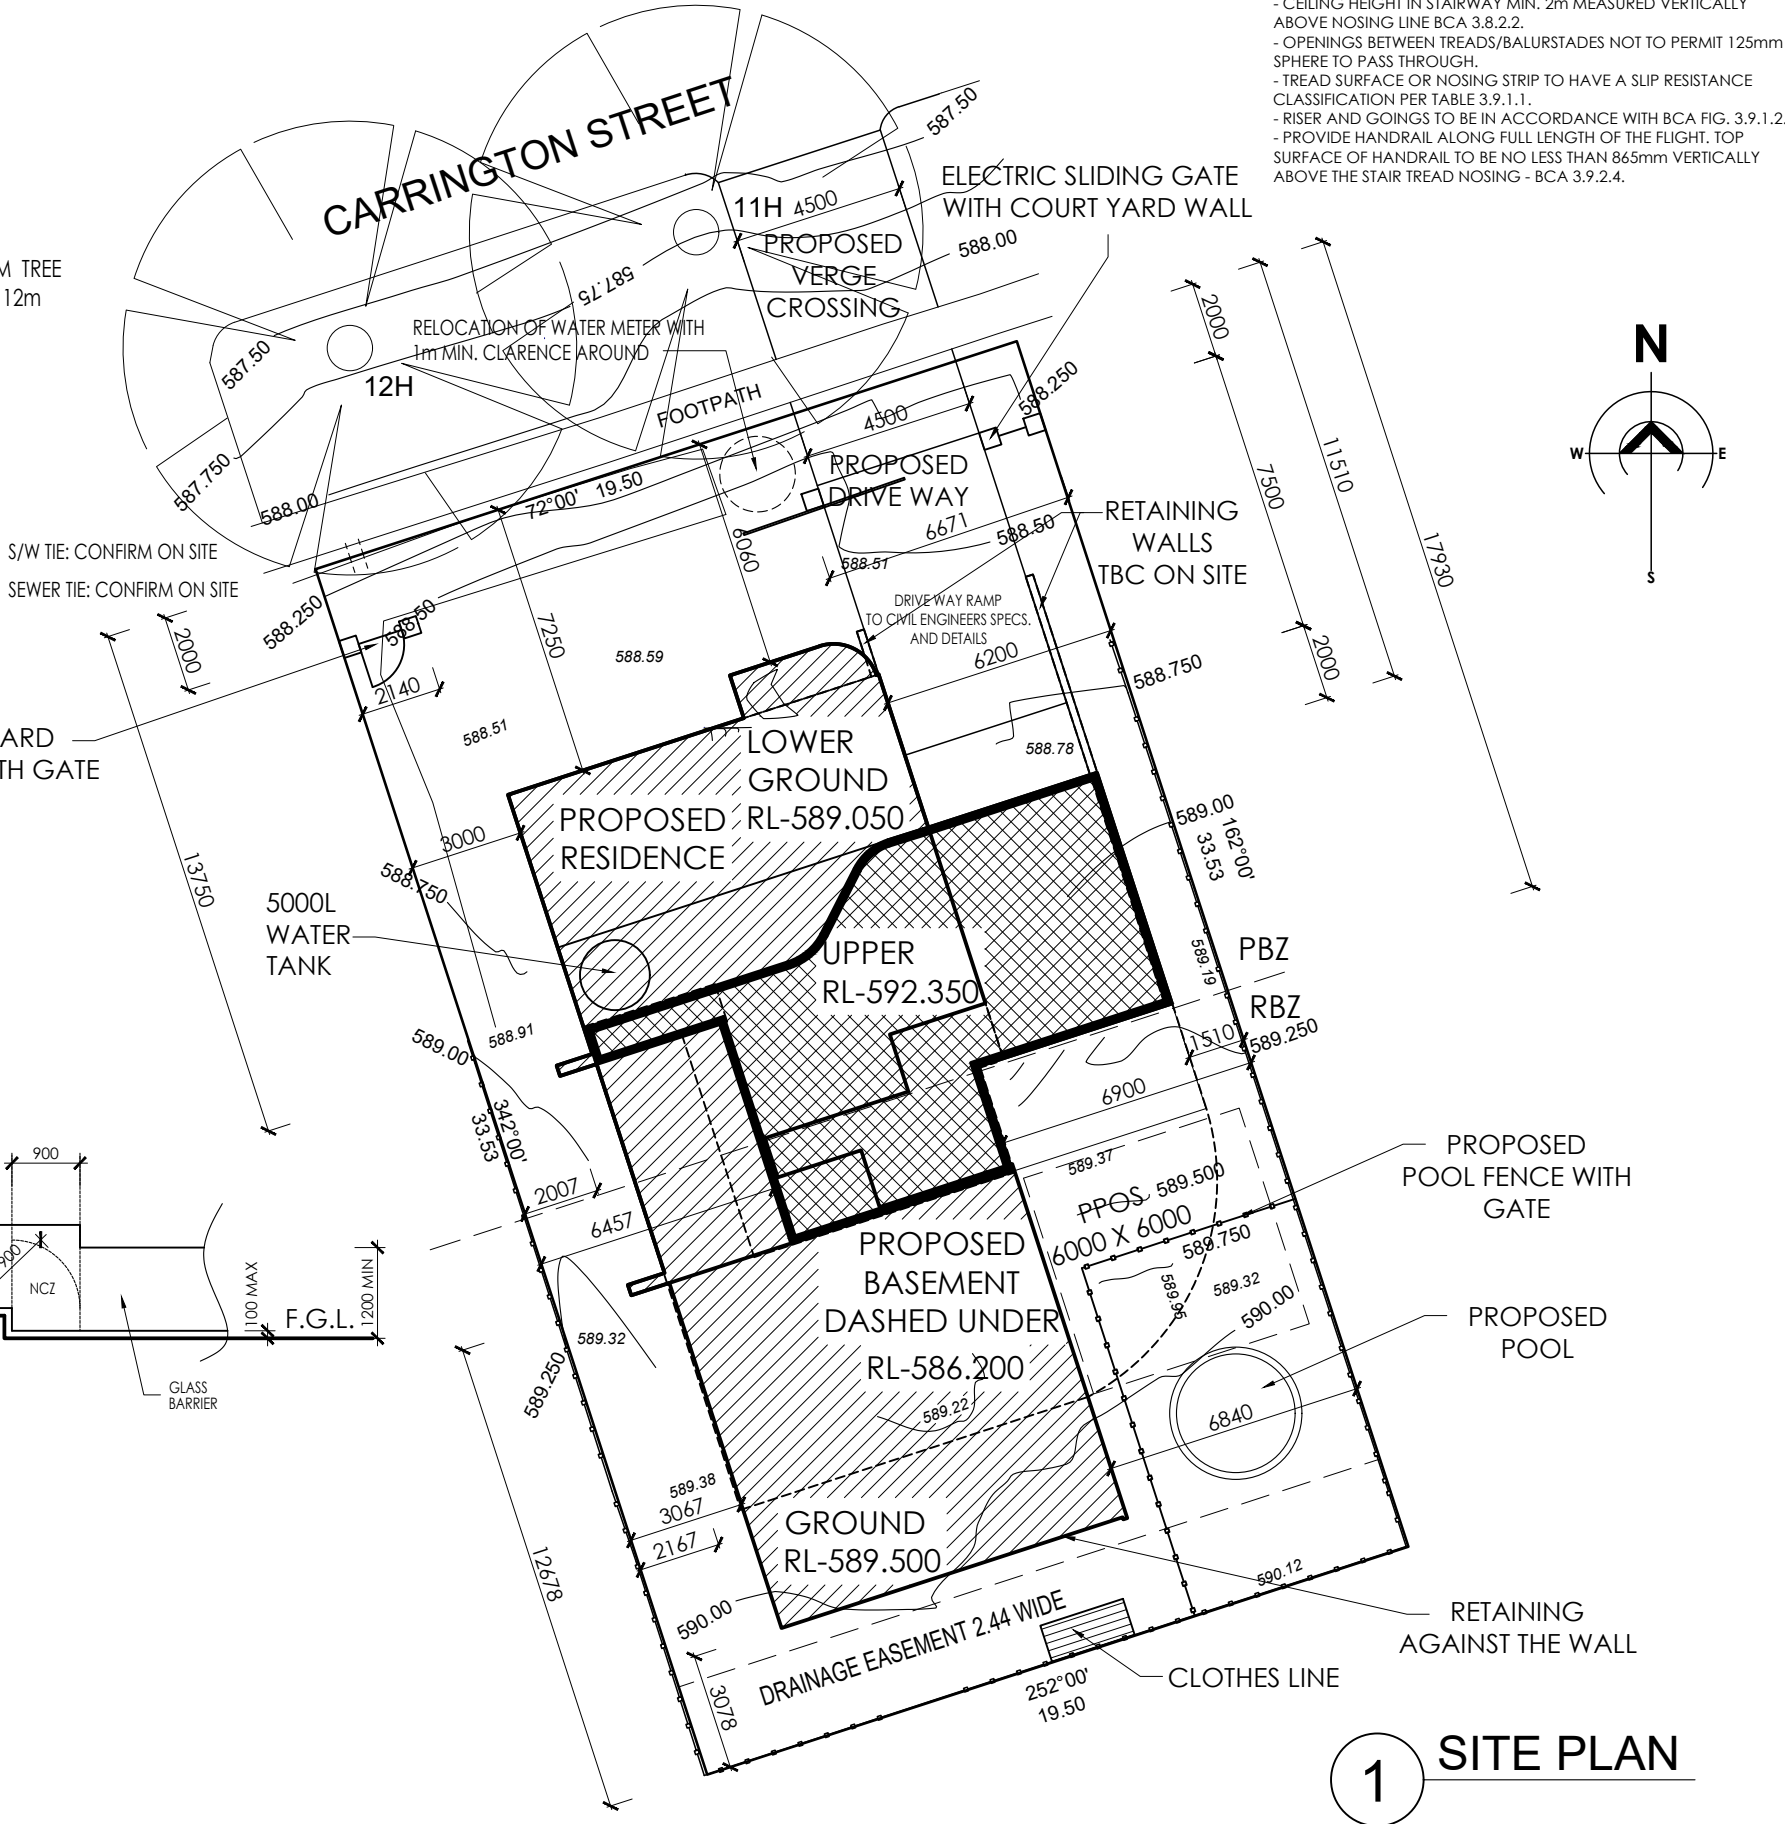 - CEILING HEIGHT IN STAIRWAY MIN. 2m MEASURED VERTICALLY
ABOVE NOSING LINE BCA 3.8.2.2.
- OPENINGS BETWEEN TREADS/BALURSTADES NOT TO PERMIT 125mm
SPHERE TO PASS THROUGH.
- TREAD SURFACE OR NOSING STRIP TO HAVE A SLIP RESISTANCE
CLASSIFICATION PER TABLE 3.9.1.1.
- RISER AND GOINGS TO BE IN ACCORDANCE WITH BCA FIG. 3.9.1.2.
- PROVIDE HANDRAIL ALONG FULL LENGTH OF THE FLIGHT. TOP
SURFACE OF HANDRAIL TO BE NO LESS THAN 865mm VERTICALLY
ABOVE THE STAIR TREAD NOSING - BCA 3.9.2.4.
CARRINGTON STREET
587.50
11H
4500
ELECTRIC SLIDING GATE
WITH COURT YARD WALL
PROPOSED
VERGE
CROSSING
588.00
M TREE
12m
587.75
RELOCATION OF WATER METER WITH
1m MIN. CLARENCE AROUND
587.50
12H
FOOTPATH
588.250
4500
587.750
588.00
72°00'
19.50
PROPOSED
DRIVE WAY
6671
588.50
RETAINING
WALLS
TBC ON SITE
2000
7500
11510
17930
2000
N
W
E
S
S/W TIE: CONFIRM ON SITE
SEWER TIE: CONFIRM ON SITE
588.250
588.50
2000
6060
588.51
7250
588.59
DRIVE WAY RAMP
TO CIVIL ENGINEERS SPECS.
AND DETAILS
6200
588.750
2140
588.51
ARD
TH GATE
588.78
LOWER
GROUND
RL-589.050
PROPOSED
RESIDENCE
589.00
162°00'
33.53
3000
588.750
13750
5000L
WATER
TANK
UPPER
RL-592.350
589.19
PBZ
RBZ
588.91
589.00
1510
589.250
342°00'
33.53
6900
900
900
NCZ
100 MAX
F.G.L.
1200 MIN
GLASS
BARRIER
2007
6457
589.37
PPOS
589.500
6000 X 6000
589.750
PROPOSED
POOL FENCE WITH
GATE
PROPOSED
BASEMENT
DASHED UNDER
RL-586.200
589.95
589.32
590.00
PROPOSED
POOL
589.32
589.250
589.22
6840
589.38
3067
2167
GROUND
RL-589.500
12678
590.00
590.12
DRAINAGE EASEMENT 2.44 WIDE
3078
RETAINING
AGAINST THE WALL
CLOTHES LINE
252°00'
19.50
1
SITE PLAN